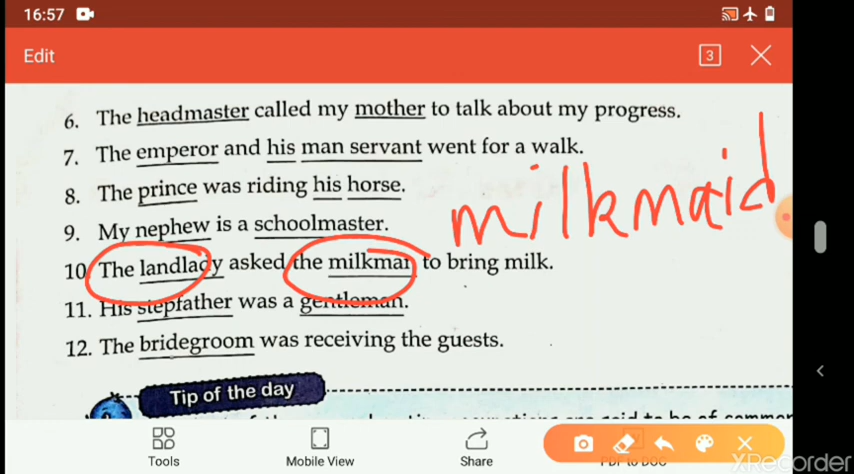 16:57
Edit
3
6. The headmaster called my mother to talk about my progress.
7. The emperor and his man servant went for a walk.
8. The prince was riding his horse.
milkmaid
9. My nephew is a schoolmaster.
10. The landlady asked the milkman to bring milk.
11. His stepfather was a gentleman.
12. The bridegroom was receiving the guests.
Tip of the day
Tools Mobile View Share PDF to DOC
XRecorder